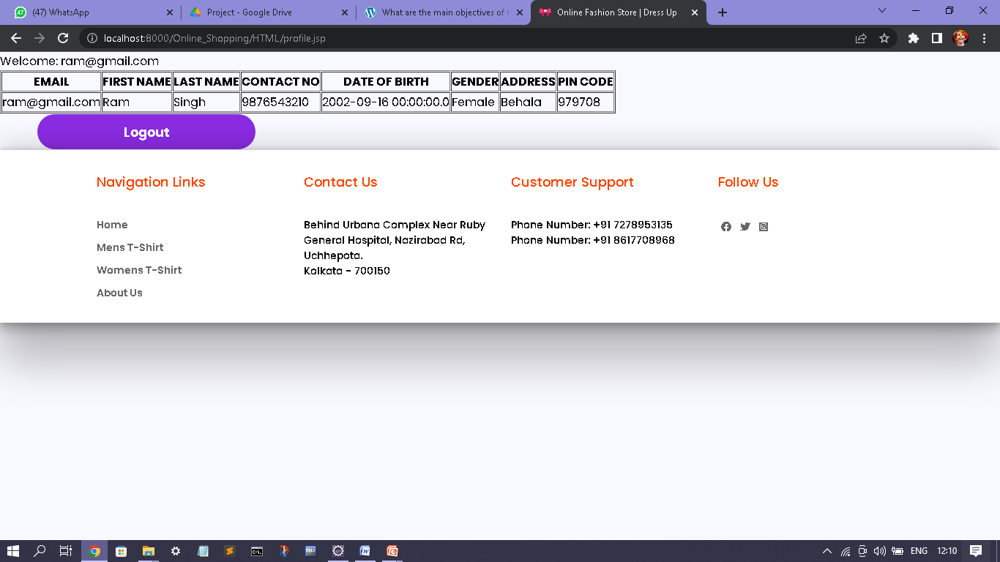 (47) WhatsApp
Project - Google Drive
What are the main objectives of t
Online Fashion Store | Dress Up
localhost:8000/Online_Shopping/HTML/profile.jsp
Welcome: ram@gmail.com
EMAIL FIRST NAME LAST NAME CONTACT NO DATE OF BIRTH GENDER ADDRESS PIN CODE
ram@gmail.com Ram Singh 9876543210 2002-09-16 00:00:00.0 Female Behala 979708
Logout
Navigation Links
Home
Mens T-Shirt
Womens T-Shirt
About Us
Contact Us
Behind Urbana Complex Near Ruby
General Hospital, Nazirabad Rd,
Uchhepota.
Kolkata - 700150
Customer Support
Phone Number: +91 7278953135
Phone Number: +91 8617708968
Follow Us
ENG 12:10